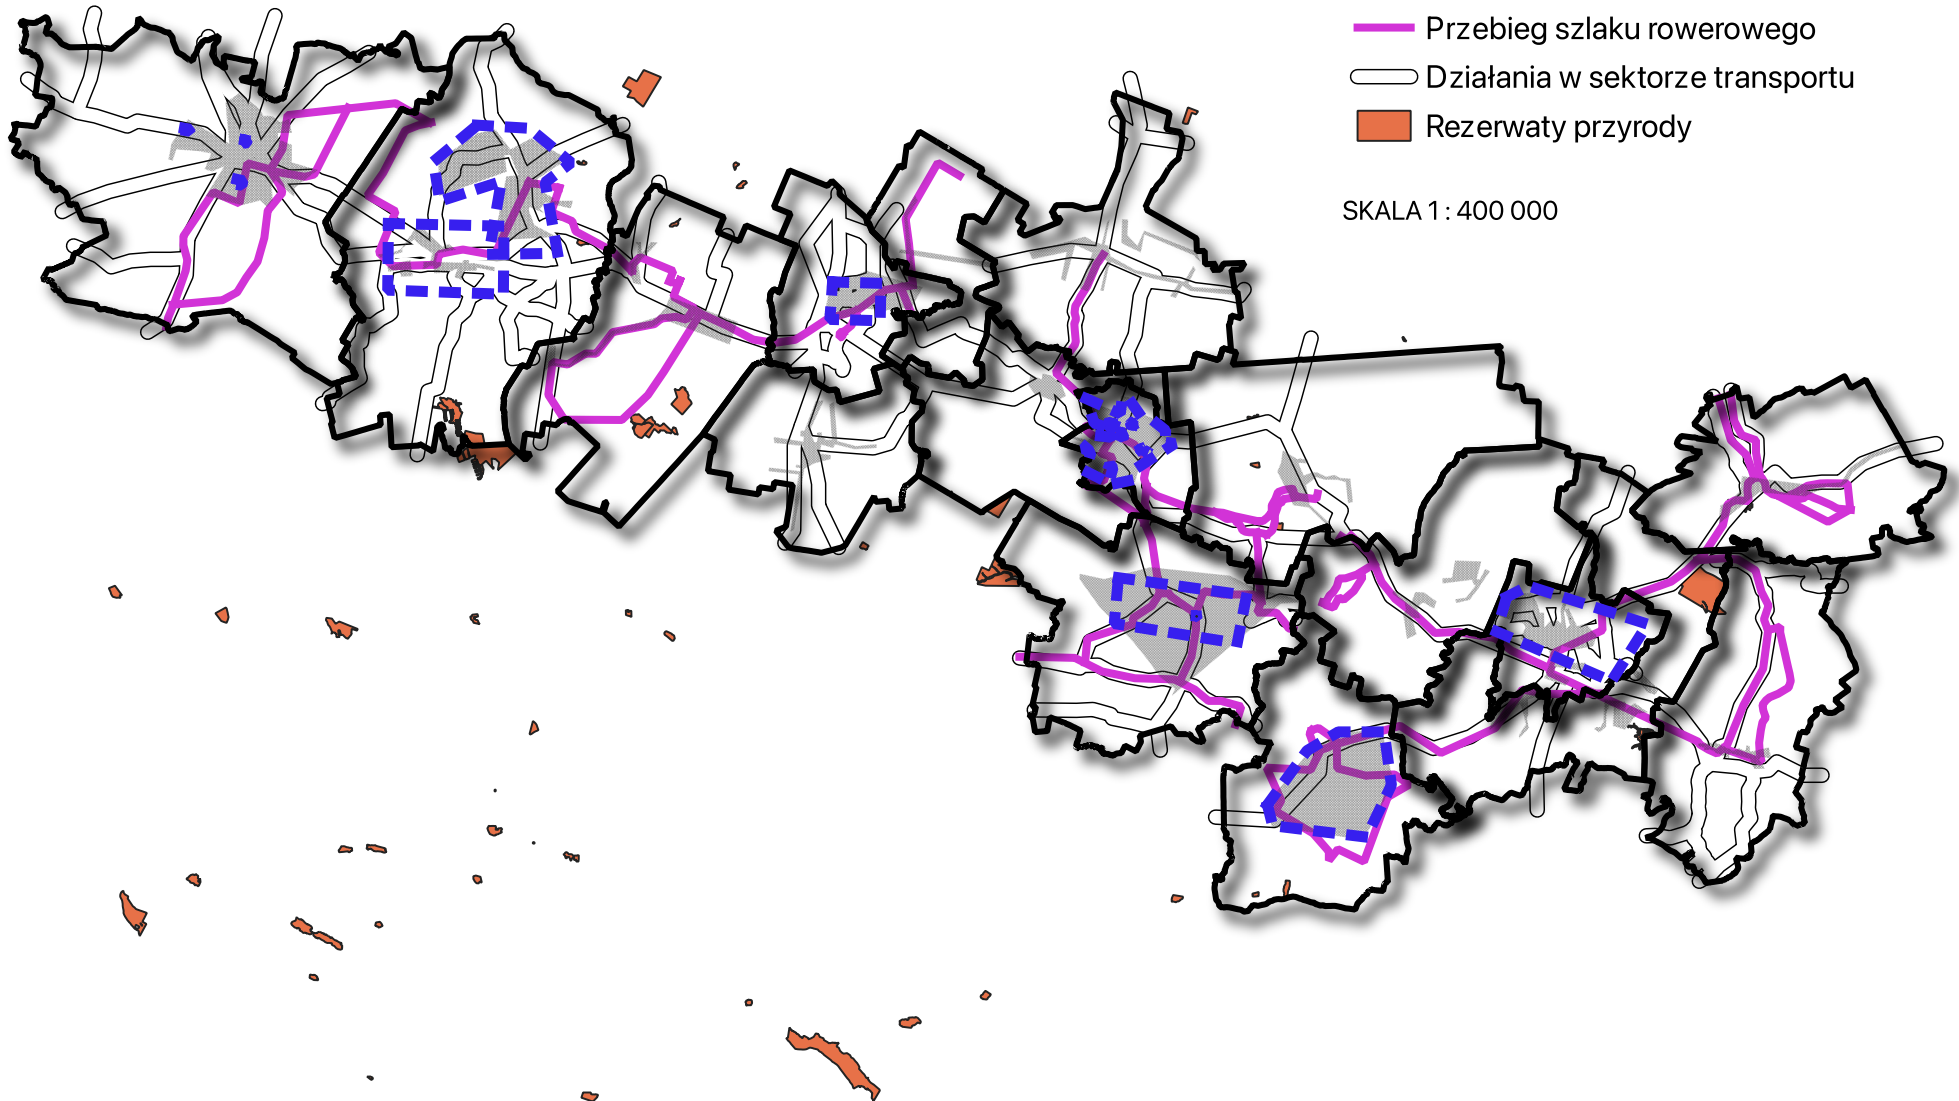 Przebieg szlaku rowerowego
Działania w sektorze transportu
Rezerwaty przyrody
SKALA 1 : 400 000